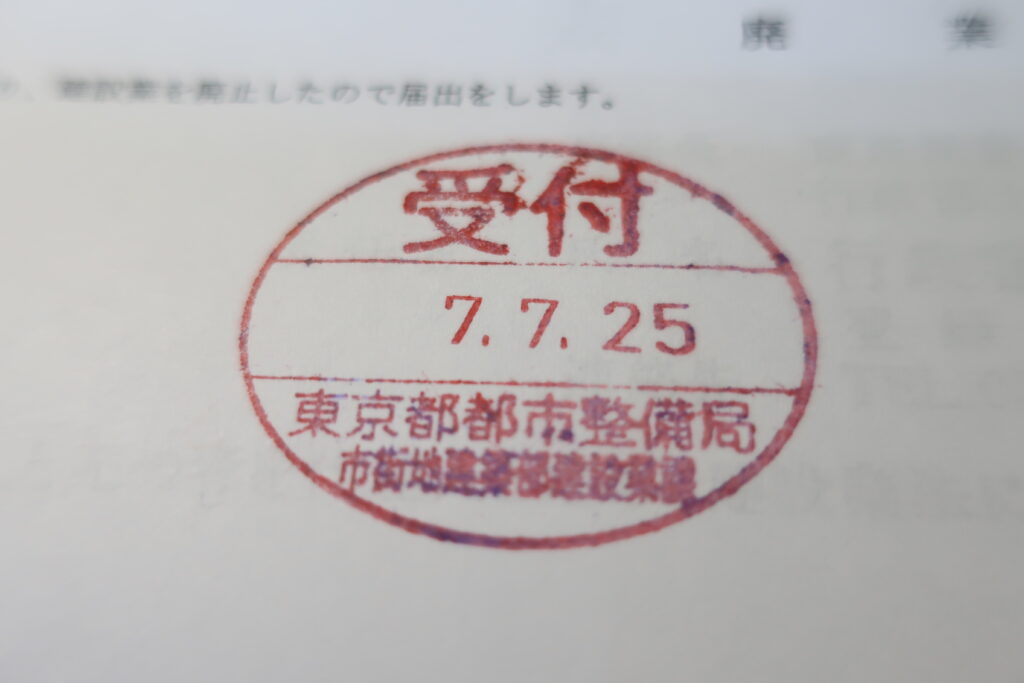 廃 業
、建設業を廃止したので届出をします。
受付
7.7.25
東京都都市整備局
市街地建築部建設業課